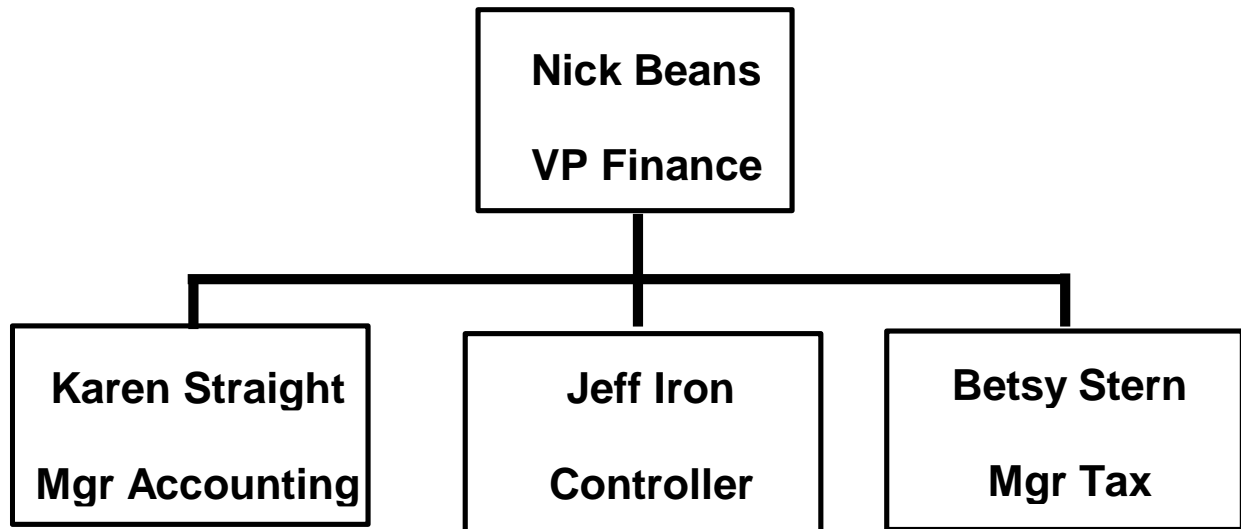 Nick Beans
VP Finance
Karen Straight
Mgr Accounting
Jeff Iron
Controller
Betsy Stern
Mgr Tax